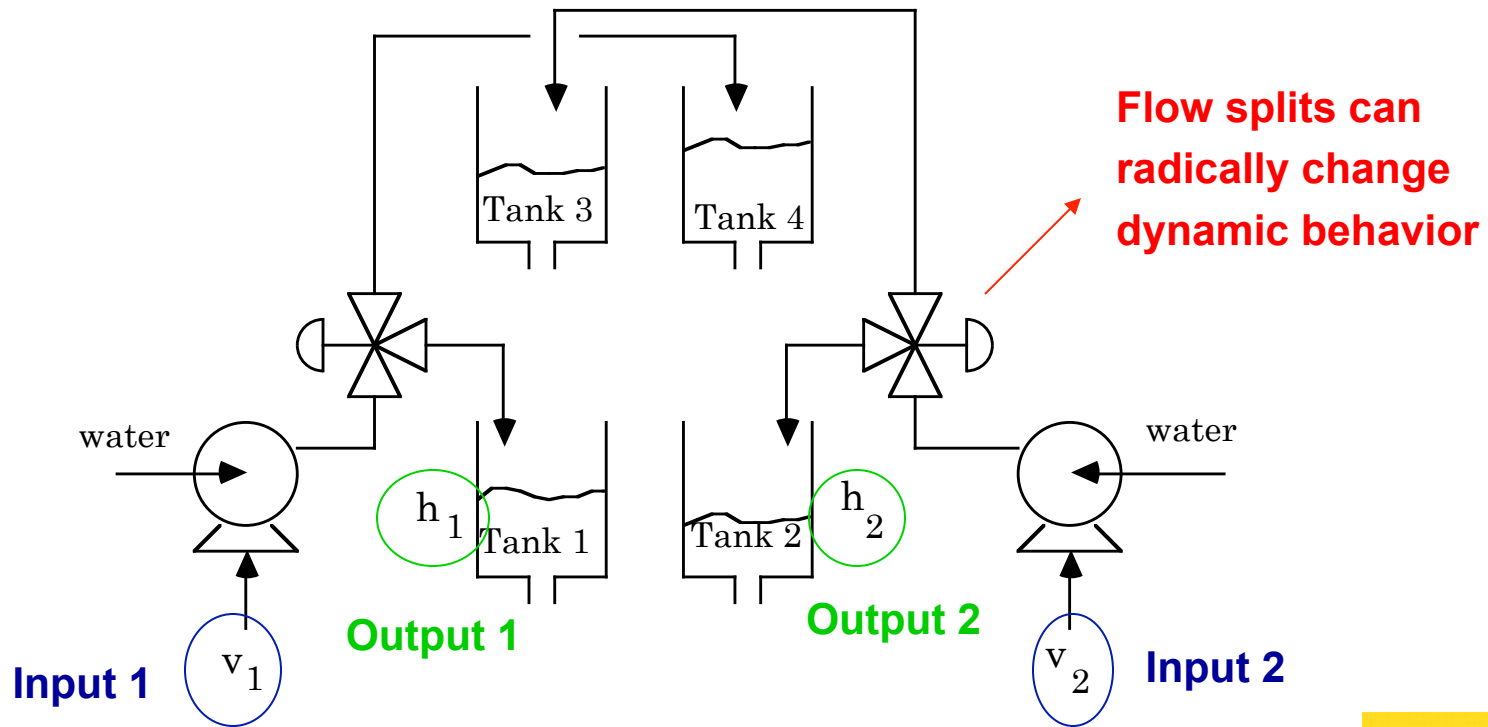 Flow splits can
radically change
dynamic behavior
Tank 3
Tank 4
water
water
h1
Tank 1
Tank 2
h2
Output 1
Output 2
Input 1
v1
v2
Input 2